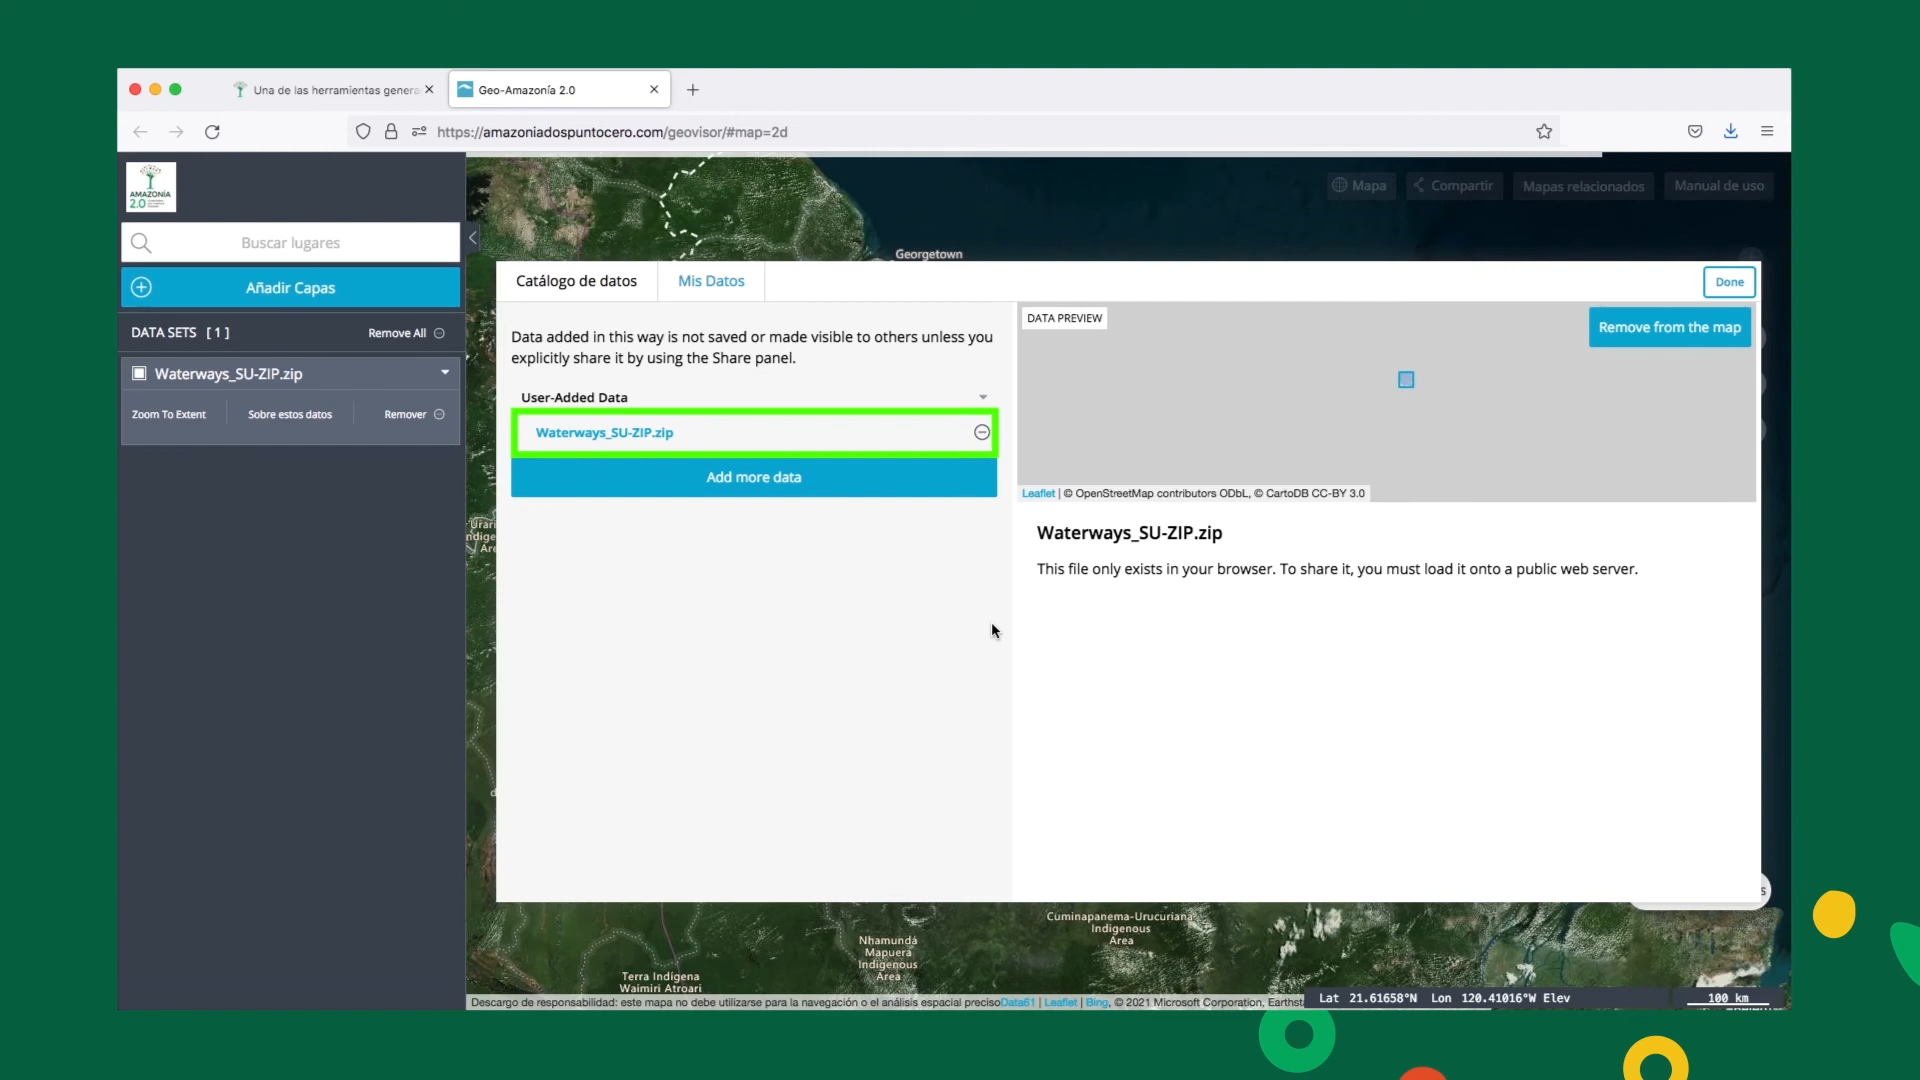 Una de las herramientas genera
Geo-Amazonía 2.0
https://amazoniadospuntocero.com/geovisor/#map=2d
AMAZONÍA
2.0
Mapa
Compartir
Mapas relacionados
Manual de uso
Buscar lugares
Georgetown
Añadir Capas
Catálogo de datos
Mis Datos
Done
DATA SETS [ 1 ]
Remove All
DATA PREVIEW
Remove from the map
Data added in this way is not saved or made visible to others unless you
explicitly share it by using the Share panel.
Waterways_SU-ZIP.zip
Zoom To Extent
Sobre estos datos
Remover
User-Added Data
Waterways_SU-ZIP.zip
Add more data
Leaflet | © OpenStreetMap contributors ODbL, © CartoDB CC-BY 3.0
Waterways_SU-ZIP.zip
This file only exists in your browser. To share it, you must load it onto a public web server.
Cuminapanema-Urucuriana
Indigenous
Area
Nhamundá
Mapuera
Indigenous
Area
Terra Indígena
Waimiri Atroari
Descargo de responsabilidad: este mapa no debe utilizarse para la navegación o el análisis espacial preciso Data61 | Leaflet | Bing, © 2021 Microsoft Corporation, Earthst
Lat 21.61658°N Lon 120.41016°W Elev
100 km